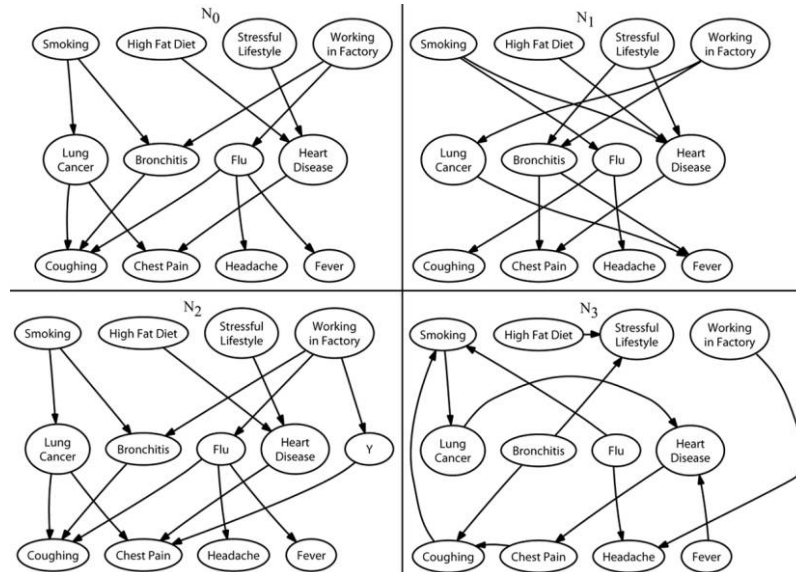 N0
Smoking
High Fat Diet
Stressful
Lifestyle
Working
in Factory
Lung
Cancer
Bronchitis
Flu
Heart
Disease
Coughing
Chest Pain
Headache
Fever
N1
Smoking
High Fat Diet
Stressful
Lifestyle
Working
in Factory
Lung
Cancer
Bronchitis
Flu
Heart
Disease
Coughing
Chest Pain
Headache
Fever
N2
Smoking
High Fat Diet
Stressful
Lifestyle
Working
in Factory
Lung
Cancer
Bronchitis
Flu
Heart
Disease
Y
Coughing
Chest Pain
Headache
Fever
N3
Smoking
High Fat Diet
Stressful
Lifestyle
Working
in Factory
Lung
Cancer
Bronchitis
Flu
Heart
Disease
Coughing
Chest Pain
Headache
Fever